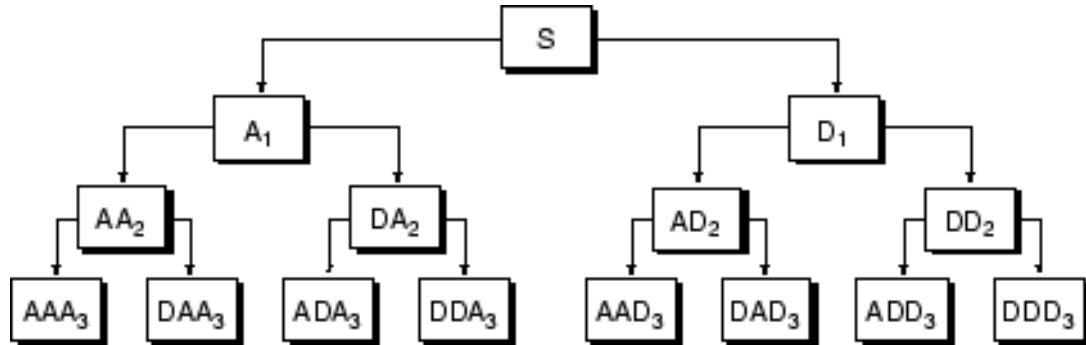 S
A₁ D₁
AA₂ DA₂ AD₂ DD₂
AAA₃ DAA₃ ADA₃ DDA₃ AAD₃ DAD₃ ADD₃ DDD₃